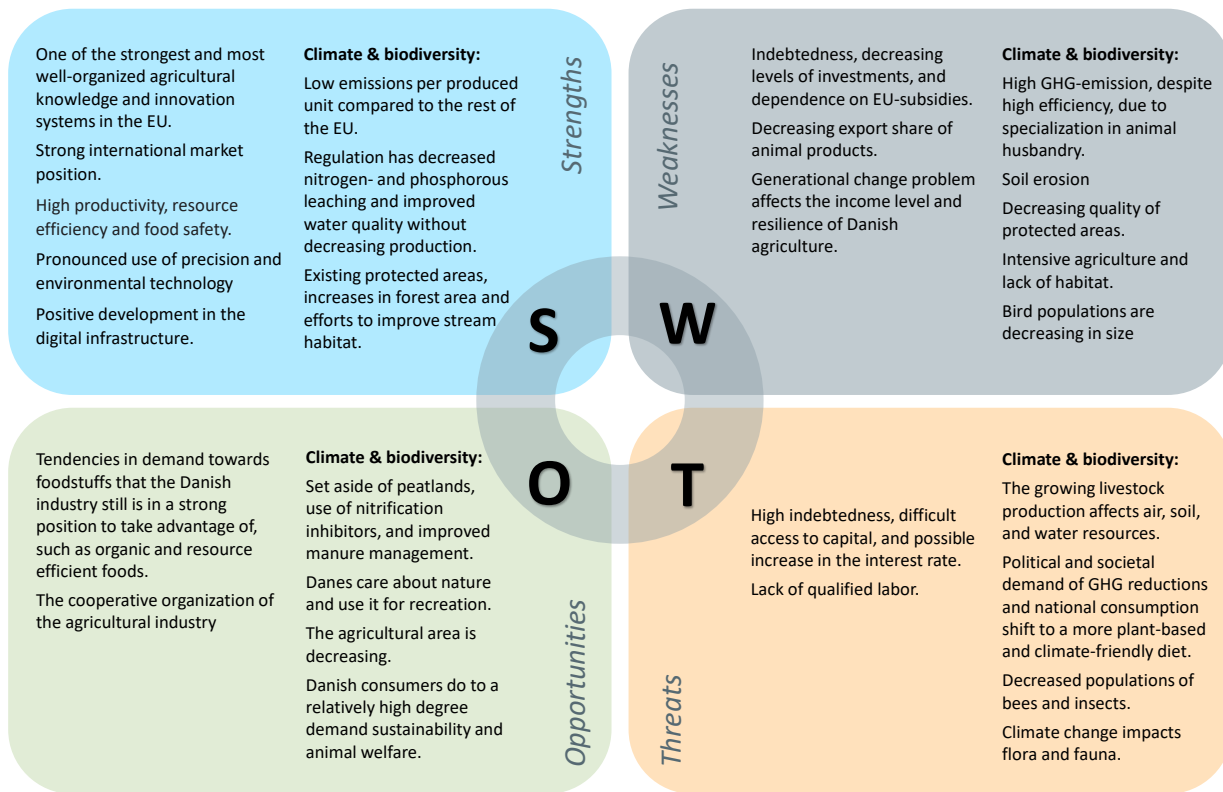 One of the strongest and most
well-organized agricultural
knowledge and innovation
systems in the EU.
Strong international market
position.
High productivity, resource
efficiency and food safety.
Pronounced use of precision and
environmental technology
Positive development in the
digital infrastructure.
Climate & biodiversity:
Low emissions per produced
unit compared to the rest of
the EU.
Regulation has decreased
nitrogen- and phosphorous
leaching and improved
water quality without
decreasing production.
Existing protected areas,
increases in forest area and
efforts to improve stream
habitat.
Strengths
S
Weaknesses
W
Indebtedness, decreasing
levels of investments, and
dependence on EU-subsidies.
Decreasing export share of
animal products.
Generational change problem
affects the income level and
resilience of Danish
agriculture.
Climate & biodiversity:
High GHG-emission, despite
high efficiency, due to
specialization in animal
husbandry.
Soil erosion
Decreasing quality of
protected areas.
Intensive agriculture and
lack of habitat.
Bird populations are
decreasing in size
Tendencies in demand towards
foodstuffs that the Danish
industry still is in a strong
position to take advantage of,
such as organic and resource
efficient foods.
The cooperative organization of
the agricultural industry
Climate & biodiversity:
Set aside of peatlands,
use of nitrification
inhibitors, and improved
manure management.
Danes care about nature
and use it for recreation.
The agricultural area is
decreasing.
Danish consumers do to a
relatively high degree
demand sustainability and
animal welfare.
O
Opportunities
T
Threats
High indebtedness, difficult
access to capital, and possible
increase in the interest rate.
Lack of qualified labor.
Climate & biodiversity:
The growing livestock
production affects air, soil,
and water resources.
Political and societal
demand of GHG reductions
and national consumption
shift to a more plant-based
and climate-friendly diet.
Decreased populations of
bees and insects.
Climate change impacts
flora and fauna.